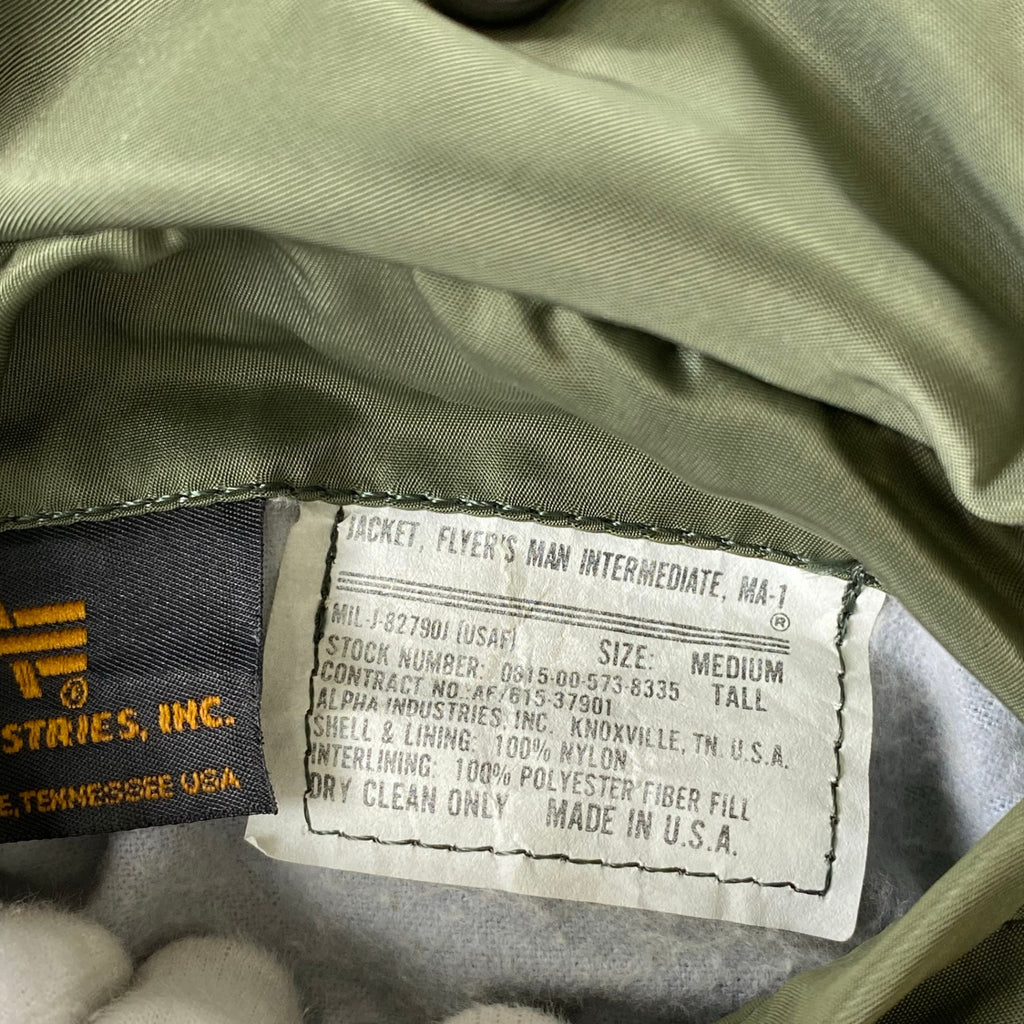 STRIES, INC.
E, TENNESSEE USA
JACKET, FLYER'S MAN INTERMEDIATE, MA-1
®
MIL-J-82790J (USAF)
SIZE: MEDIUM
TALL
STOCK NUMBER: 0615-00-573-8335
CONTRACT NO.: AF/615-37901
ALPHA INDUSTRIES, INC. KNOXVILLE, TN. U.S.A.
SHELL & LINING: 100% NYLON
INTERLINING: 100% POLYESTER FIBER FILL
DRY CLEAN ONLY MADE IN U.S.A.